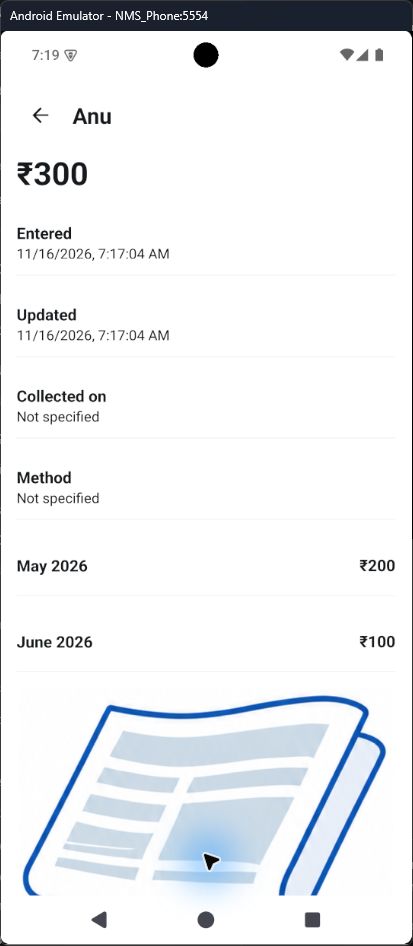 Android Emulator - NMS_Phone:5554
7:19
Anu
₹300
Entered
11/16/2026, 7:17:04 AM
Updated
11/16/2026, 7:17:04 AM
Collected on
Not specified
Method
Not specified
May 2026 ₹200
June 2026 ₹100